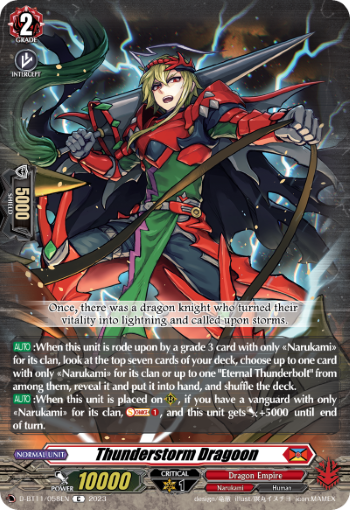 2
GRADE
INTERCEPT
5000
SHIELD
Once, there was a dragon knight who turned their
vitality into lightning and called upon storms.
AUTO:When this unit is rode upon by a grade 3 card with only «Narukami»
for its clan, look at the top seven cards of your deck, choose up to one card
with only «Narukami» for its clan or up to one "Eternal Thunderbolt" from
among them, reveal it and put it into hand, and shuffle the deck.
AUTO:When this unit is placed on, if you have a vanguard with only
«Narukami» for its clan, 1, and this unit gets +5000 until end
of turn.
NORMAL UNIT
Thunderstorm Dragoon
POWER
10000
CRITICAL
1
Dragon Empire
Narukami
Human
C 2023